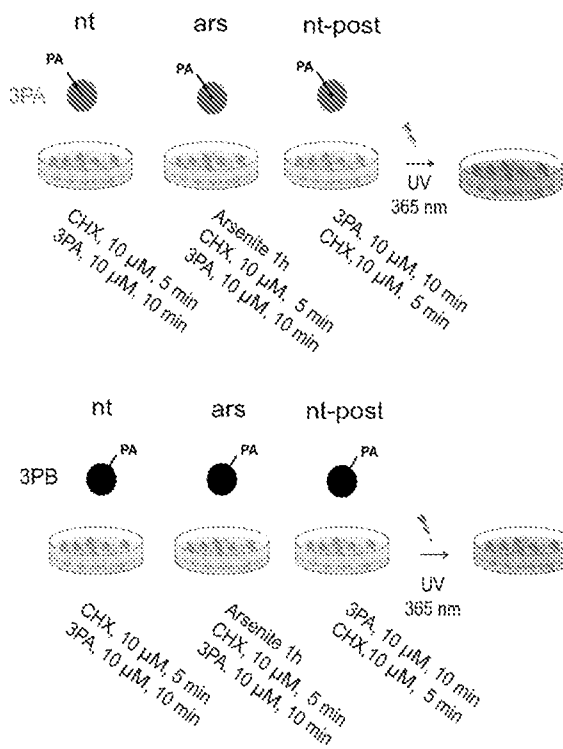 nt ars nt-post
PA PA PA
3PA
UV
365 nm
CHX, 10 µM, 5 min
3PA, 10 µM, 10 min
Arsenite 1h
CHX, 10 µM, 5 min
3PA, 10 µM, 10 min
3PA, 10 µM, 10 min
CHX,10 µM, 5 min
nt ars nt-post
PA PA PA
3PB
UV
365 nm
CHX, 10 µM, 5 min
3PA, 10 µM, 10 min
Arsenite 1h
CHX, 10 µM, 5 min
3PA, 10 µM, 10 min
3PA, 10 µM, 10 min
CHX,10 µM, 5 min